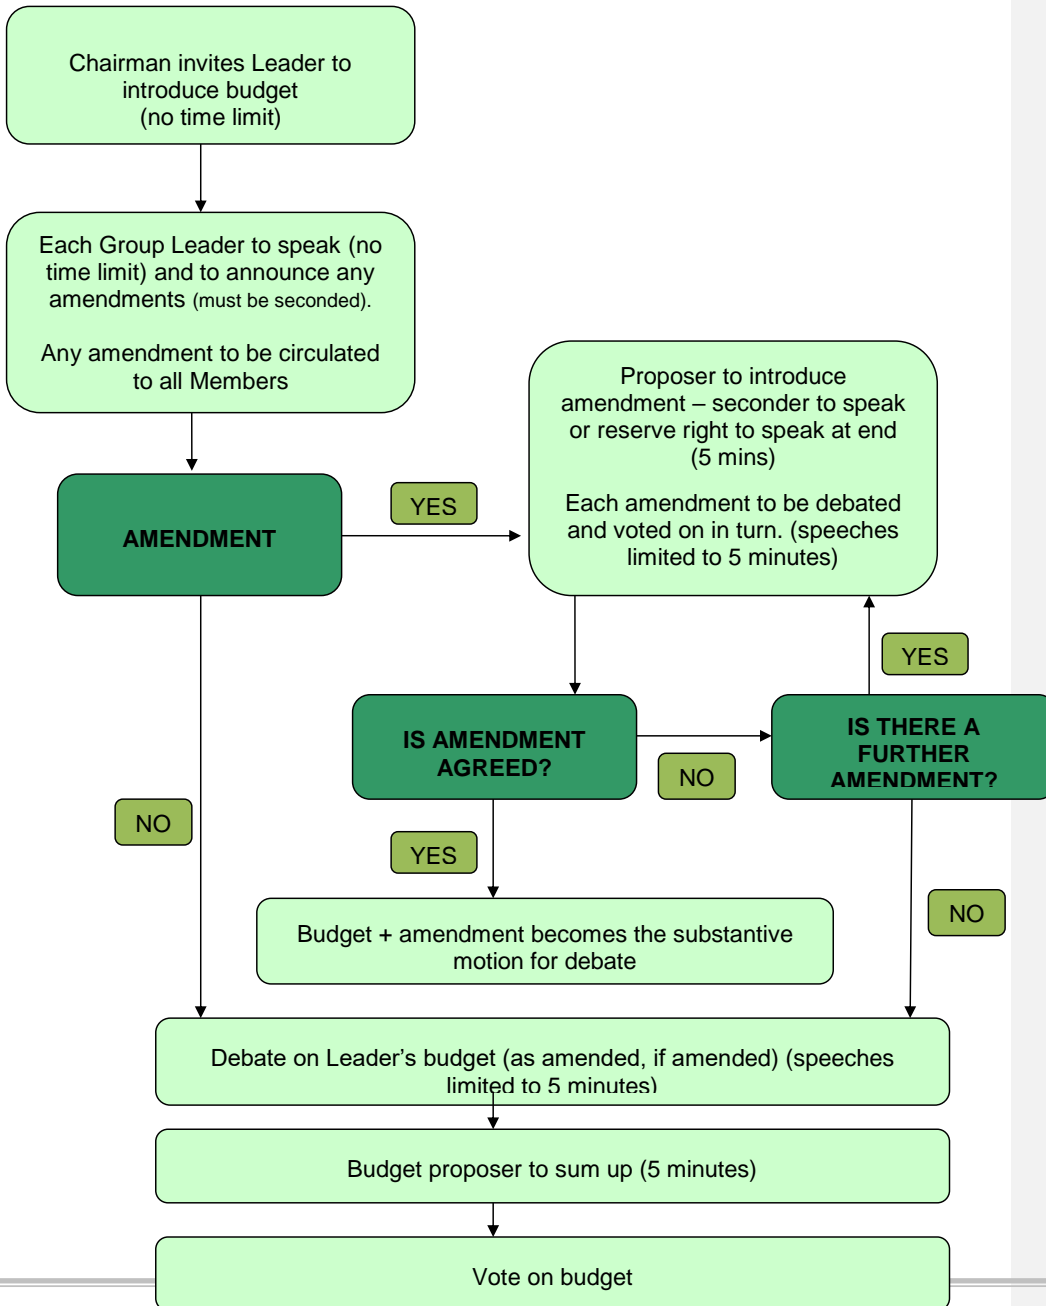 Chairman invites Leader to
introduce budget
(no time limit)
Each Group Leader to speak (no
time limit) and to announce any
amendments (must be seconded).
Any amendment to be circulated
to all Members
Proposer to introduce
amendment – seconder to speak
or reserve right to speak at end
(5 mins)
Each amendment to be debated
and voted on in turn. (speeches
limited to 5 minutes)
AMENDMENT
YES
YES
IS AMENDMENT
AGREED?
NO
IS THERE A
FURTHER
AMENDMENT?
NO
YES
NO
Budget + amendment becomes the substantive
motion for debate
Debate on Leader’s budget (as amended, if amended) (speeches
limited to 5 minutes)
Budget proposer to sum up (5 minutes)
Vote on budget